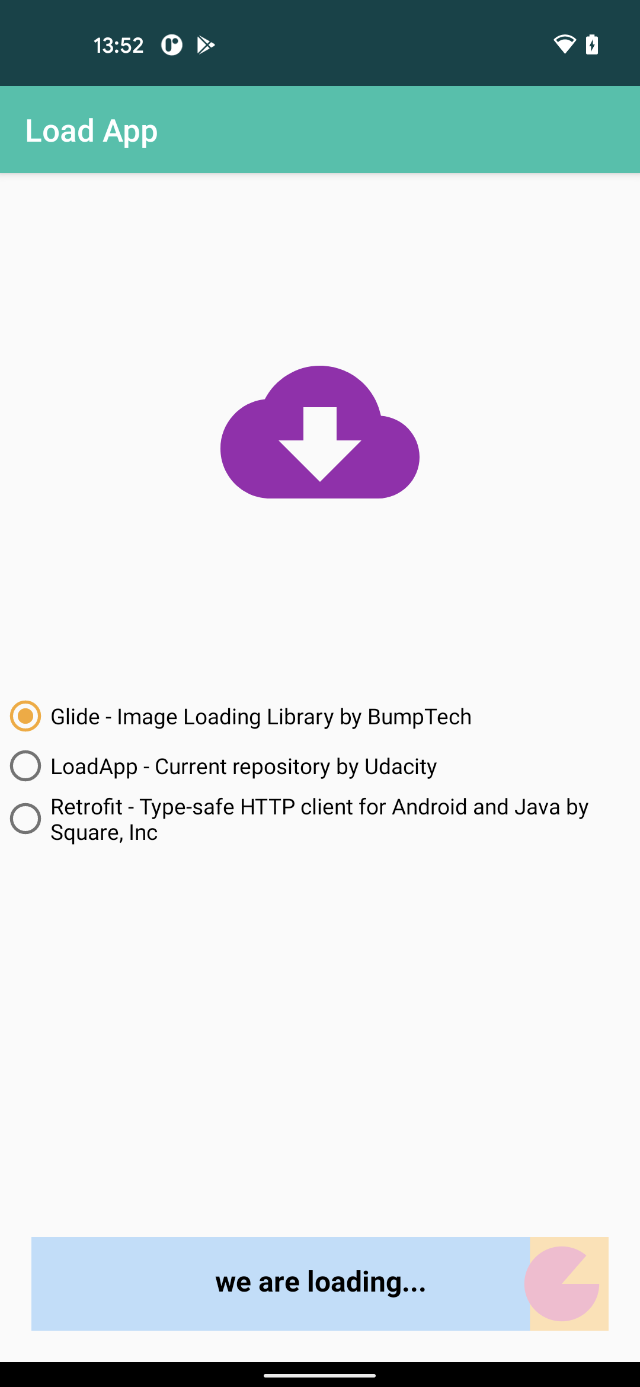 13:52
Load App
Glide - Image Loading Library by BumpTech
LoadApp - Current repository by Udacity
Retrofit - Type-safe HTTP client for Android and Java by
Square, Inc
we are loading...